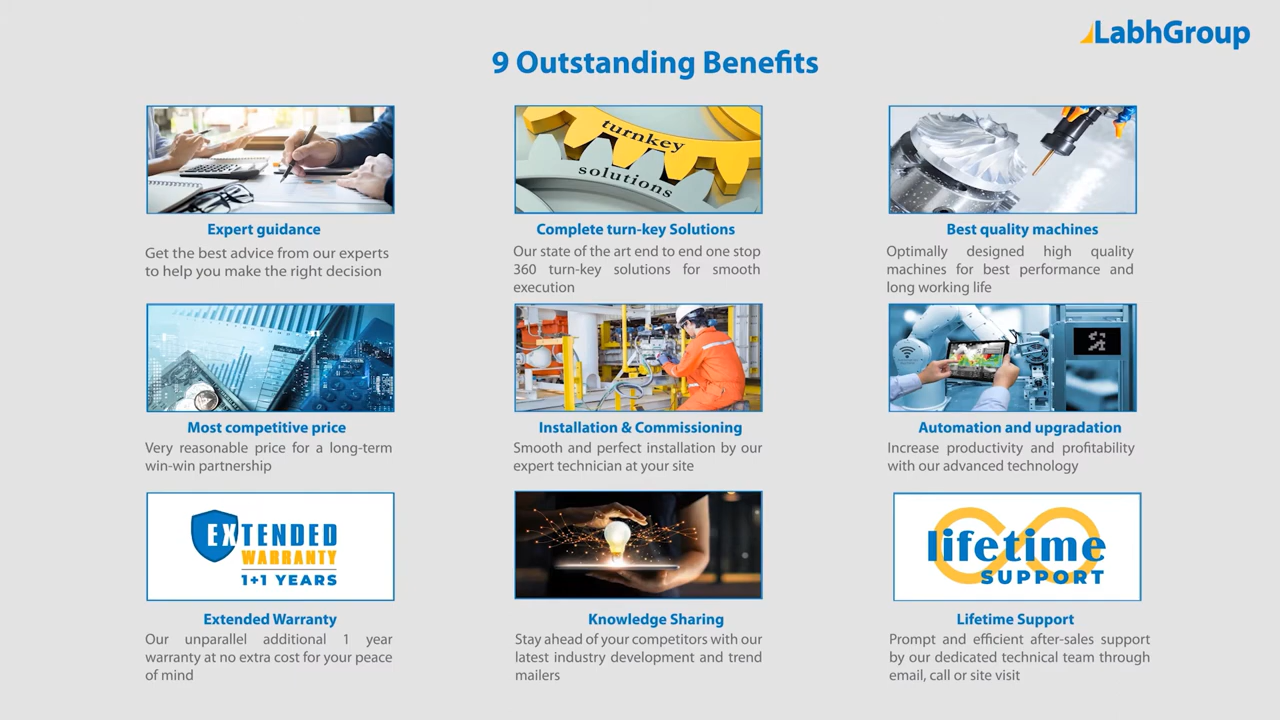 LabhGroup
9 Outstanding Benefits
turnkey
solutions
Expert guidance
Get the best advice from our experts
to help you make the right decision
Complete turn-key Solutions
Our state of the art end to end one stop
360 turn-key solutions for smooth
execution
Best quality machines
Optimally designed high quality
machines for best performance and
long working life
Most competitive price
Very reasonable price for a long-term
win-win partnership
Installation & Commissioning
Smooth and perfect installation by our
expert technician at your site
Automation and upgradation
Increase productivity and profitability
with our advanced technology
EXTENDED
WARRANTY
1+1 YEARS
Extended Warranty
Our unparallel additional 1 year
warranty at no extra cost for your peace
of mind
Knowledge Sharing
Stay ahead of your competitors with our
latest industry development and trend
mailers
lifetime
SUPPORT
Lifetime Support
Prompt and efficient after-sales support
by our dedicated technical team through
email, call or site visit